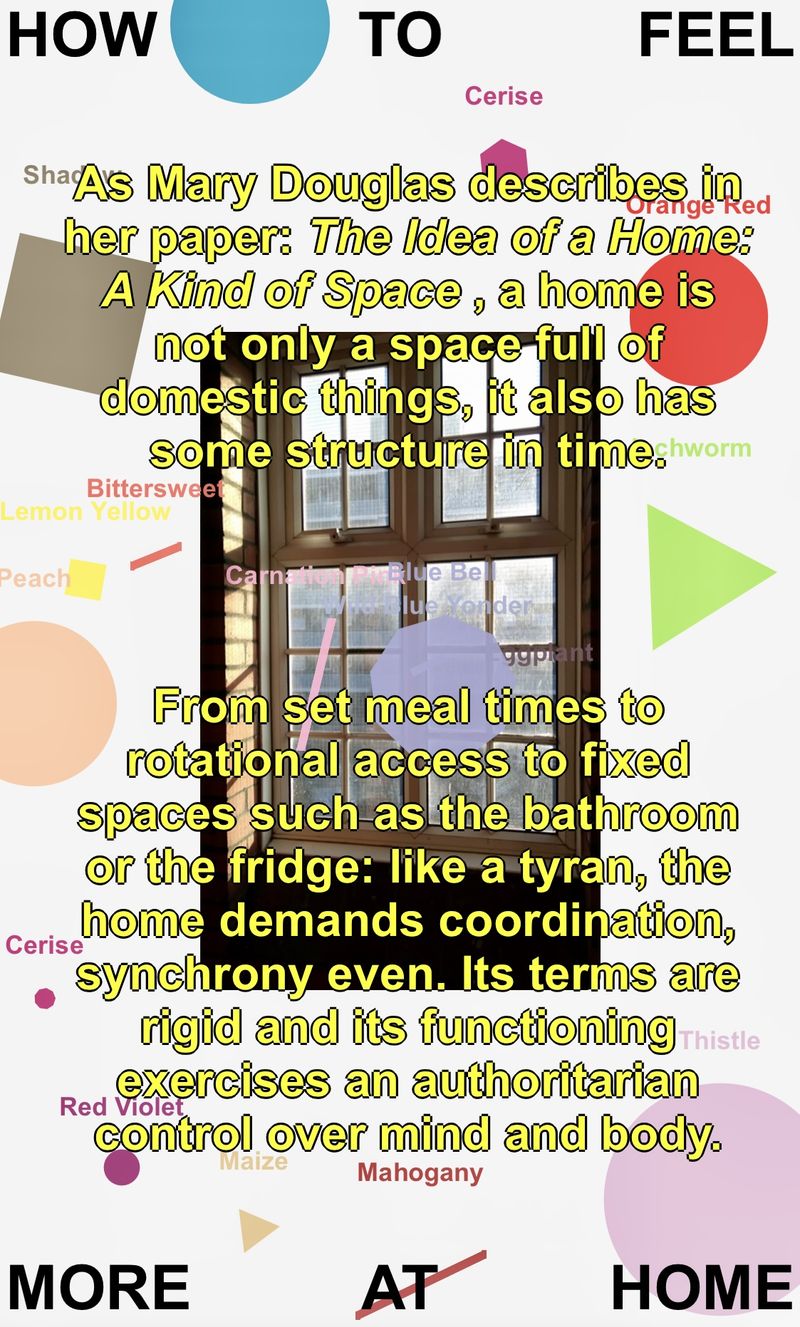 HOW TO FEEL
Cerise
As Mary Douglas describes in
Orange Red
her paper: The Idea of a Home:
A Kind of Space , a home is
not only a space full of
domestic things, it also has
some structure in time.
Bittersweet
Lemon Yellow
Peach
Carnation Pink
Blue Bell
Wild Blue Yonder
From set meal times to
rotational access to fixed
spaces such as the bathroom
or the fridge: like a tyran, the
home demands coordination,
Cerise
synchrony even. Its terms are
rigid and its functioning
Thistle
exercises an authoritarian
Red Violet
control over mind and body.
Maize
Mahogany
MORE AT HOME